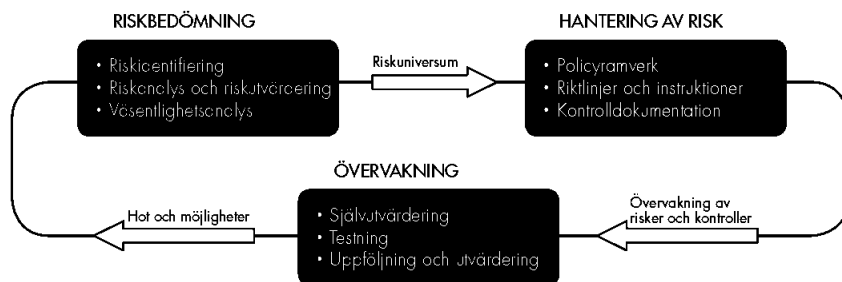 RISKBEDÖMNING
• Riskidentifiering
• Riskanalys och riskutvärdering
• Väsentlighetsanalys
Riskuniversum
HANTERING AV RISK
• Policyramverk
• Riktlinjer och instruktioner
• Kontrolldokumentation
ÖVERVAKNING
• Självutvärdering
• Testning
• Uppföljning och utvärdering
Övervakning av
risker och kontroller
Hot och möjligheter